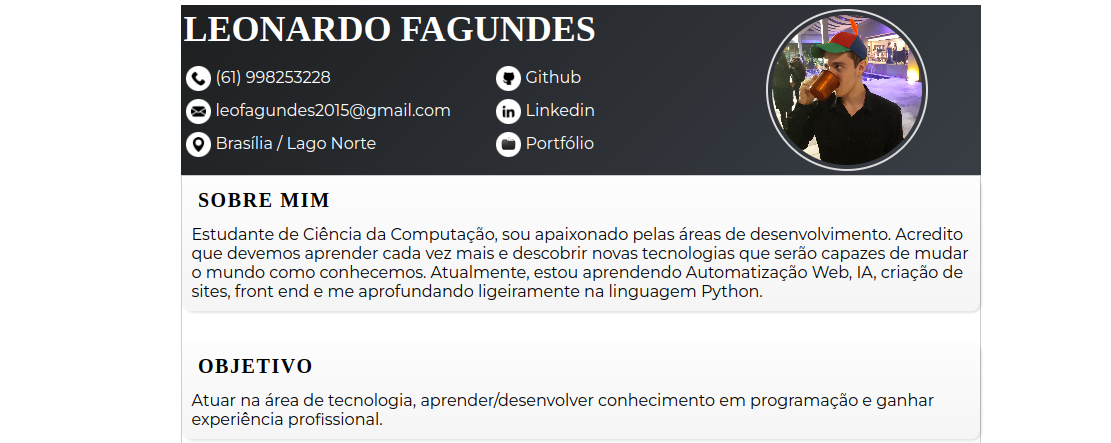 LEONARDO FAGUNDES
(61) 998253228
Github
leofagundes2015@gmail.com
Linkedin
Brasília / Lago Norte
Portfólio
SOBRE MIM
Estudante de Ciência da Computação, sou apaixonado pelas áreas de desenvolvimento. Acredito
que devemos aprender cada vez mais e descobrir novas tecnologias que serão capazes de mudar
o mundo como conhecemos. Atualmente, estou aprendendo Automatização Web, IA, criação de
sites, front end e me aprofundando ligeiramente na linguagem Python.
OBJETIVO
Atuar na área de tecnologia, aprender/desenvolver conhecimento em programação e ganhar
experiência profissional.